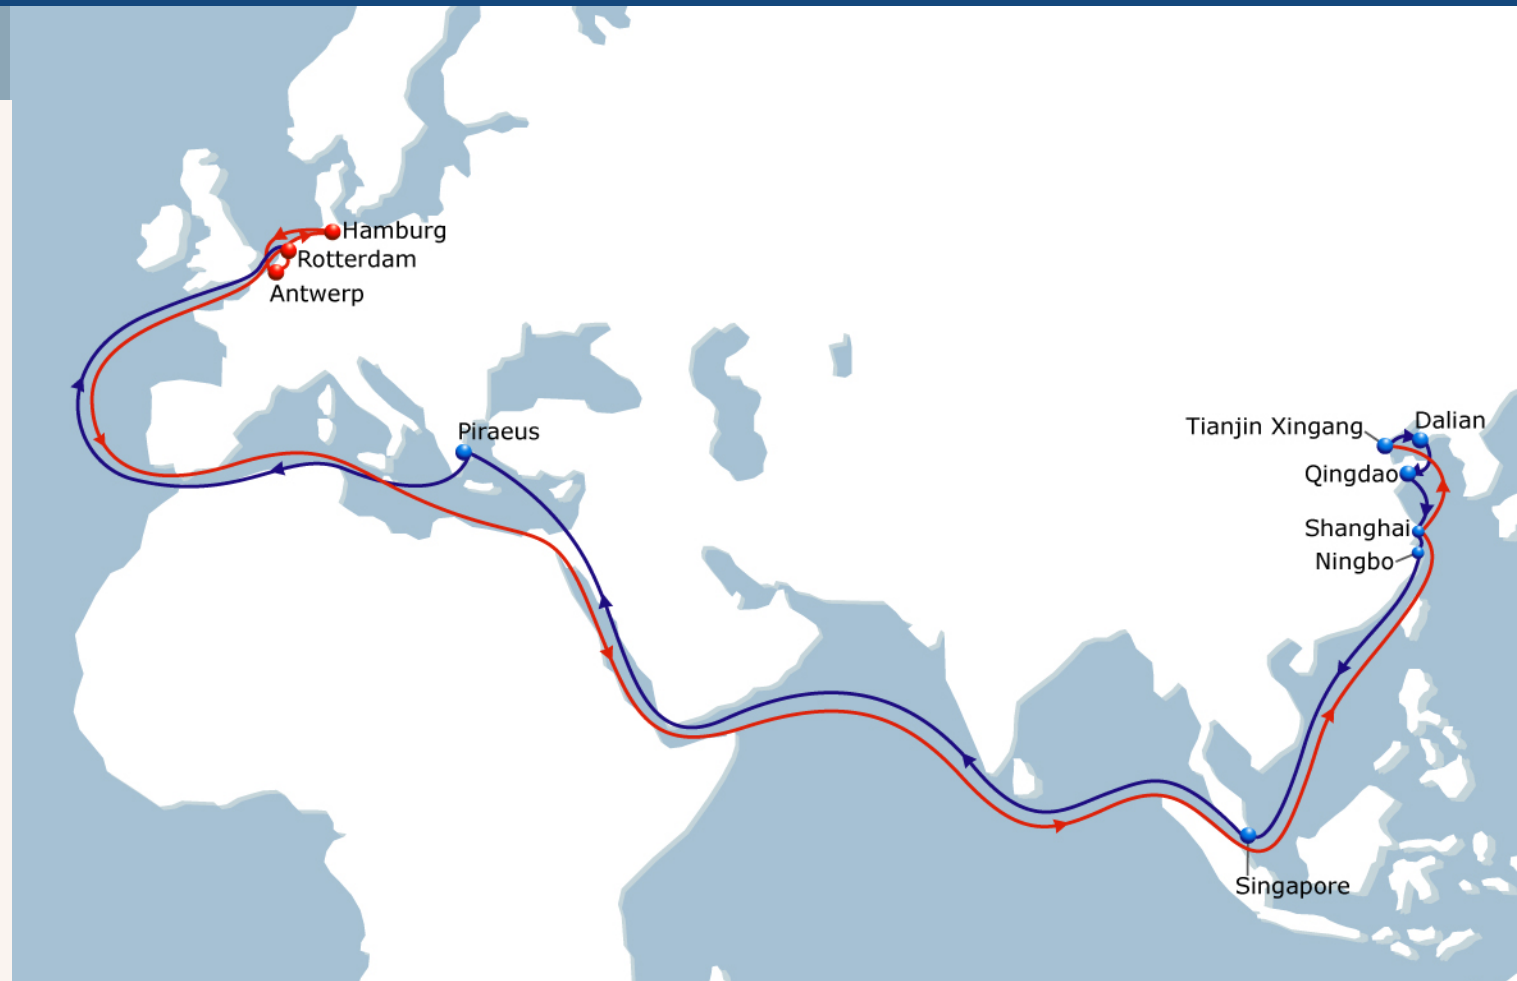 Hamburg
Rotterdam
Antwerp
Piraeus
Tianjin Xingang
Dalian
Qingdao
Shanghai
Ningbo
Singapore